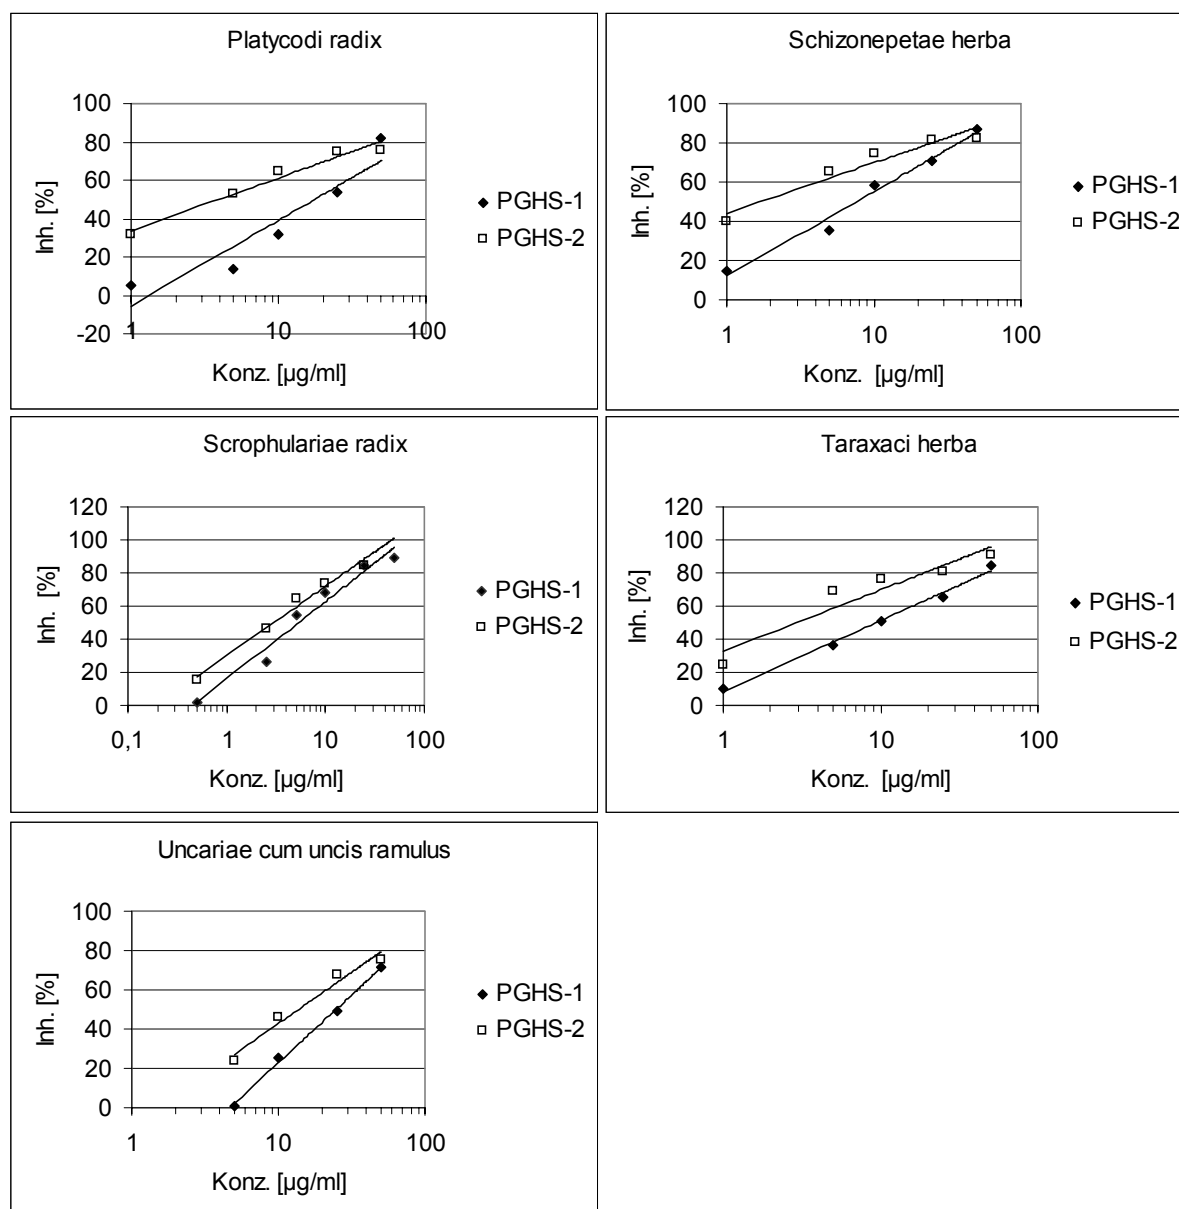 Platycodi radix
100
80
60
40
20
0
-20
1
10
100
Inh. [%]
Konz. [µg/ml]
PGHS-1
PGHS-2
Schizonepetae herba
100
80
60
40
20
0
1
10
100
Inh. [%]
Konz. [µg/ml]
PGHS-1
PGHS-2
Scrophulariae radix
120
100
80
60
40
20
0
0,1
1
10
100
Inh. [%]
Konz. [µg/ml]
PGHS-1
PGHS-2
Taraxaci herba
120
100
80
60
40
20
0
1
10
100
Inh. [%]
Konz. [µg/ml]
PGHS-1
PGHS-2
Uncariae cum uncis ramulus
100
80
60
40
20
0
1
10
100
Inh. [%]
Konz. [µg/ml]
PGHS-1
PGHS-2